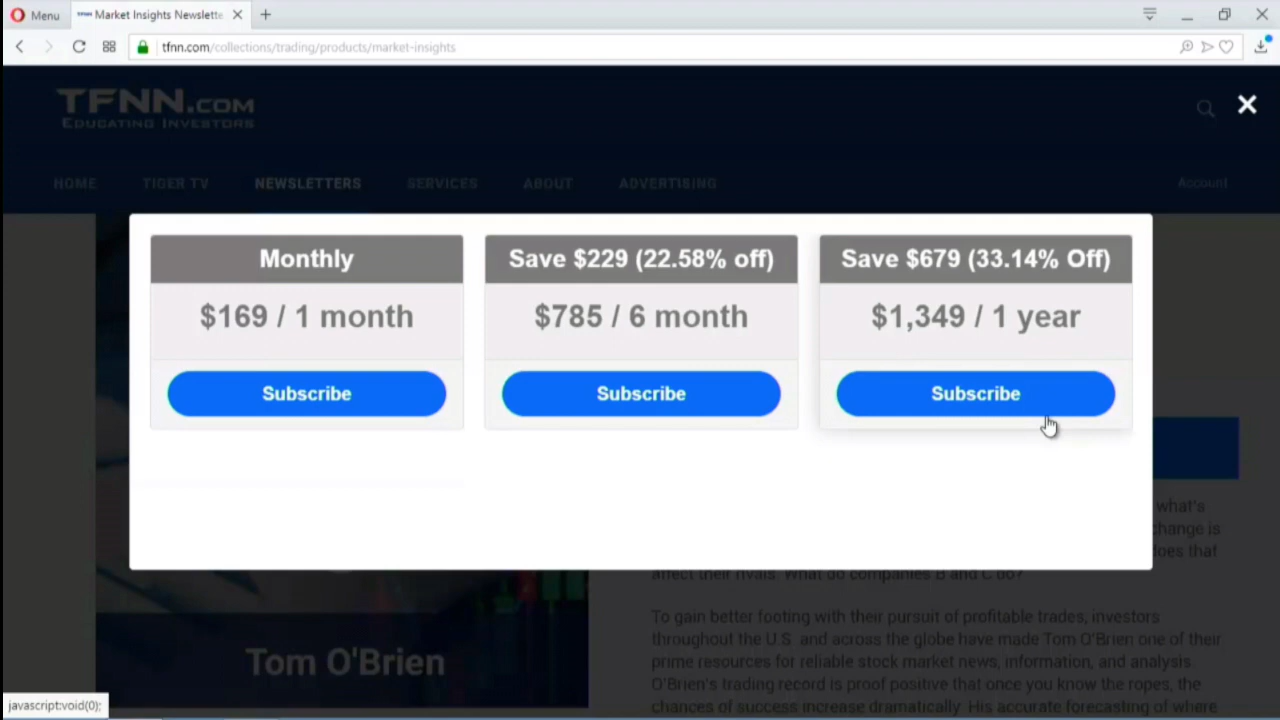 Menu
TFNN Market Insights Newslette
tfnn.com/collections/trading/products/market-insights
TFNN.COM
EDUCATING INVESTORS
HOME TIGER TV NEWSLETTERS SERVICES ABOUT ADVERTISING Account
Monthly
$169 / 1 month
Subscribe
Save $229 (22.58% off)
$785 / 6 month
Subscribe
Save $679 (33.14% Off)
$1,349 / 1 year
Subscribe
what's
change is
does that
affect their rivals. What do companies B and C do?
To gain better footing with their pursuit of profitable trades, investors
throughout the U.S. and across the globe have made Tom O'Brien one of their
prime resources for reliable stock market news, information, and analysis.
O'Brien's trading record is proof positive that once you know the ropes, the
chances of success increase dramatically. His accurate forecasting of where
Tom O'Brien
javascript:void(0);